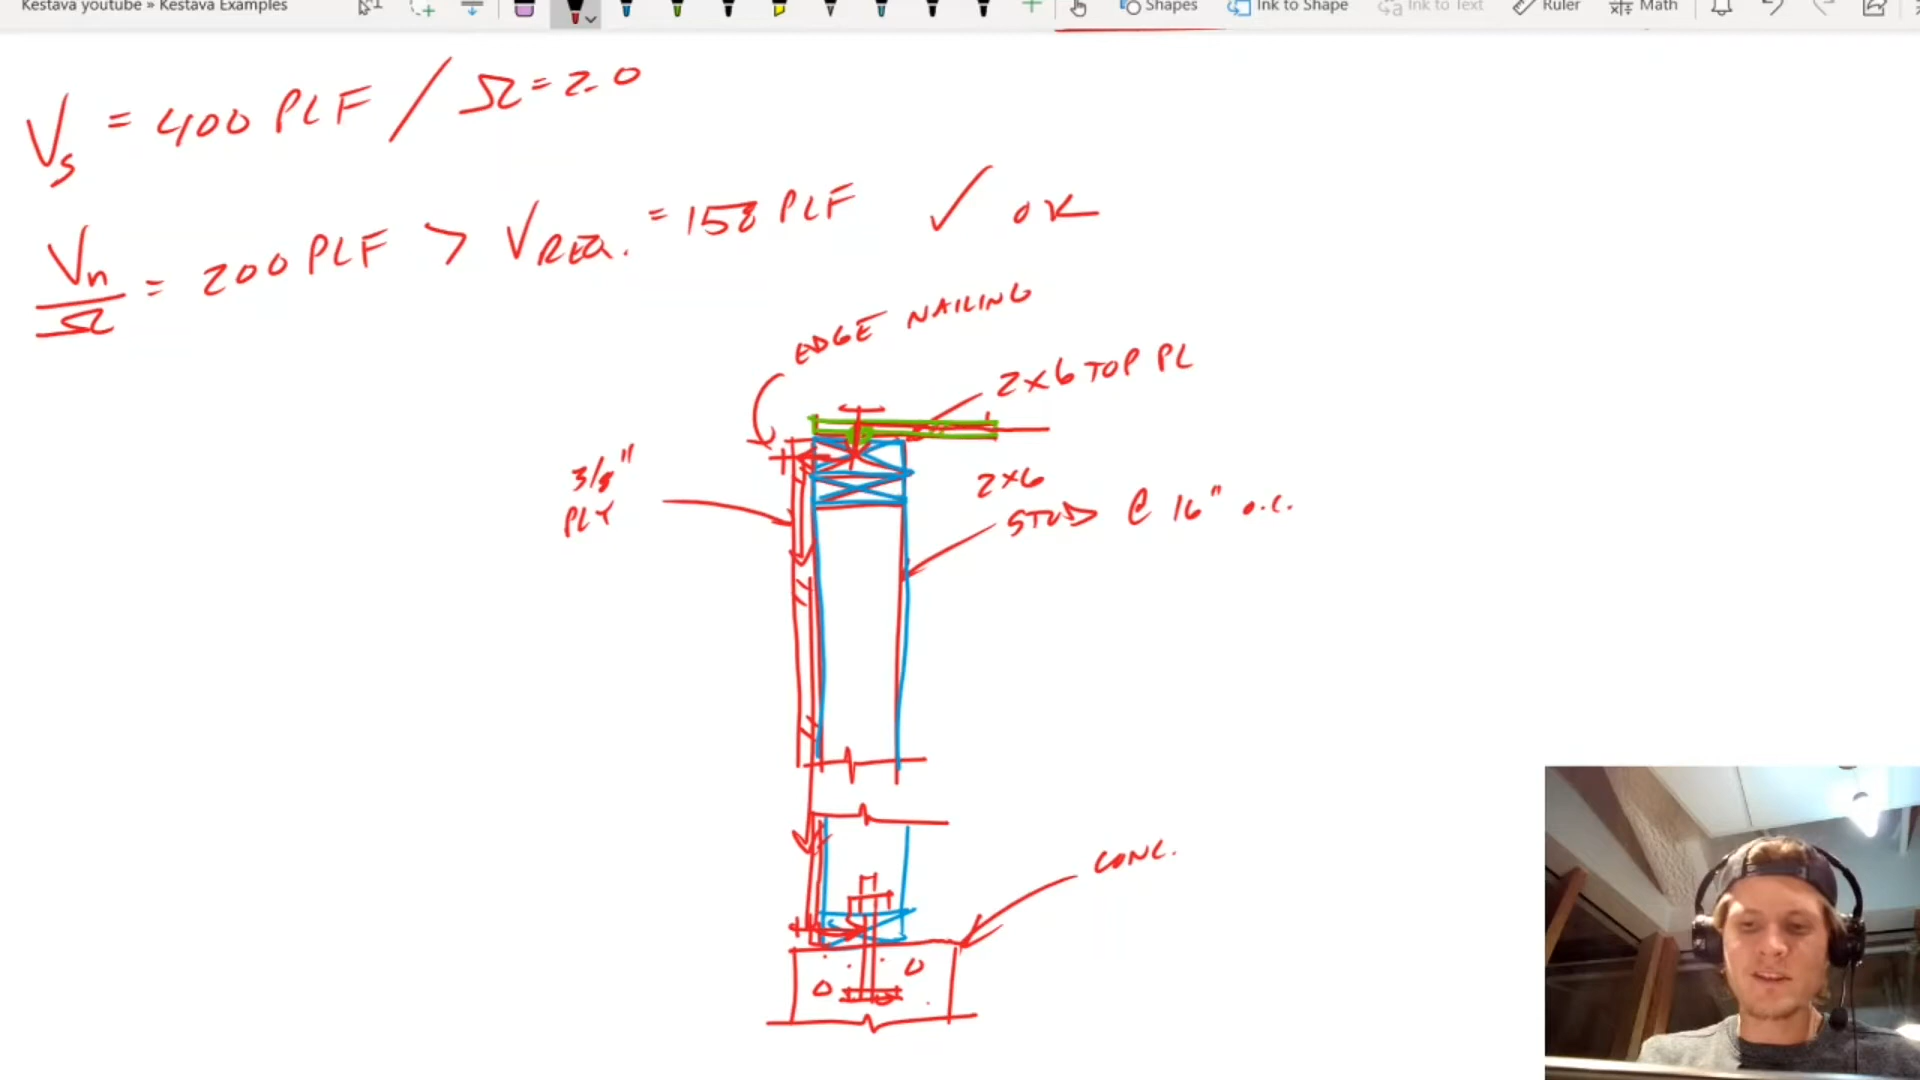 Kestava youtube » Kestava Examples
Shapes
Ink to Shape
Ink to Text
Ruler
Math
Vs = 400 PLF / Ω = 2.0
Vn/Ω = 200 PLF > VREQ. = 158 PLF ✓ OK
EDGE NAILING
2x6 TOP PL
3/8" PLY
2x6
STUD @ 16" o.c.
CONC.